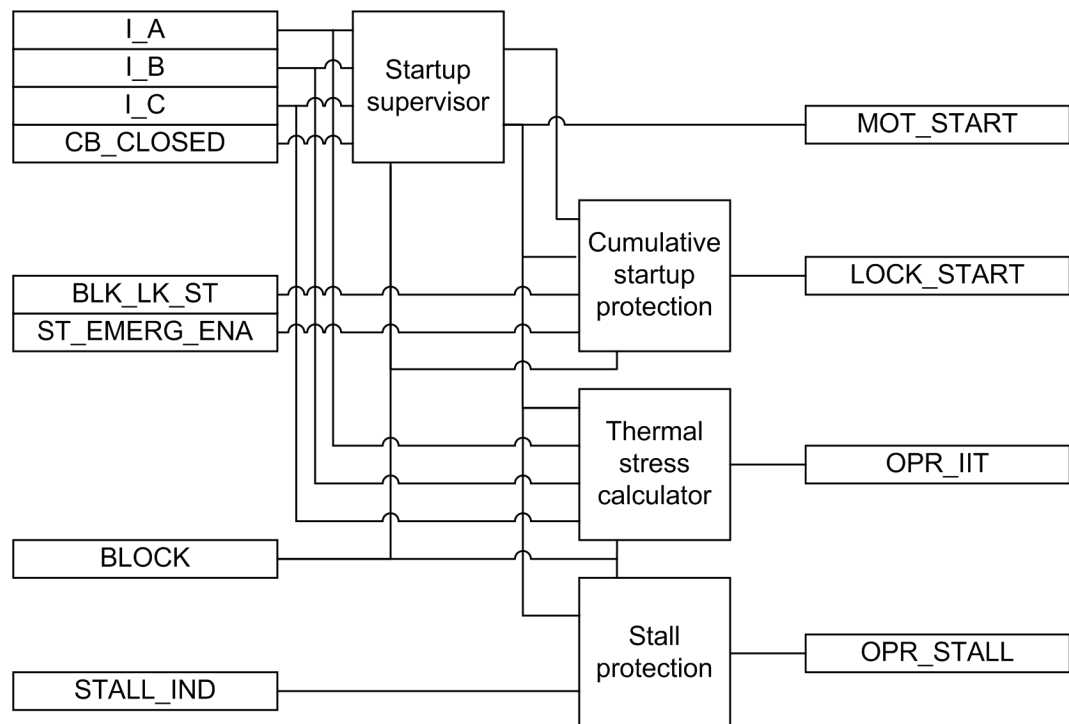 I_A
I_B
I_C
CB_CLOSED
Startup
supervisor
MOT_START
BLK_LK_ST
ST_EMERG_ENA
Cumulative
startup
protection
LOCK_START
Thermal
stress
calculator
OPR_IIT
BLOCK
STALL_IND
Stall
protection
OPR_STALL